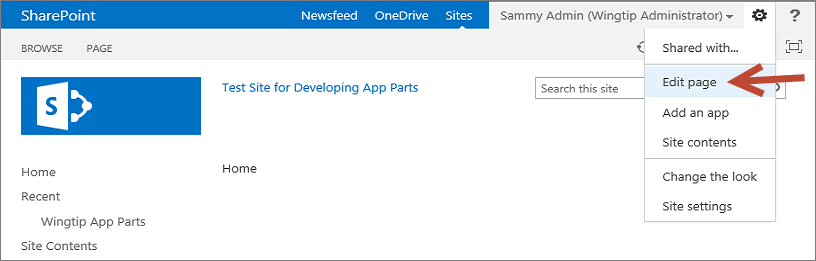 SharePoint Newsfeed OneDrive Sites Sammy Admin (Wingtip Administrator) ?
BROWSE PAGE
Shared with...
S
Test Site for Developing App Parts
Search this site
Edit page
Add an app
Site contents
Change the look
Site settings
Home
Home
Recent
Wingtip App Parts
Site Contents